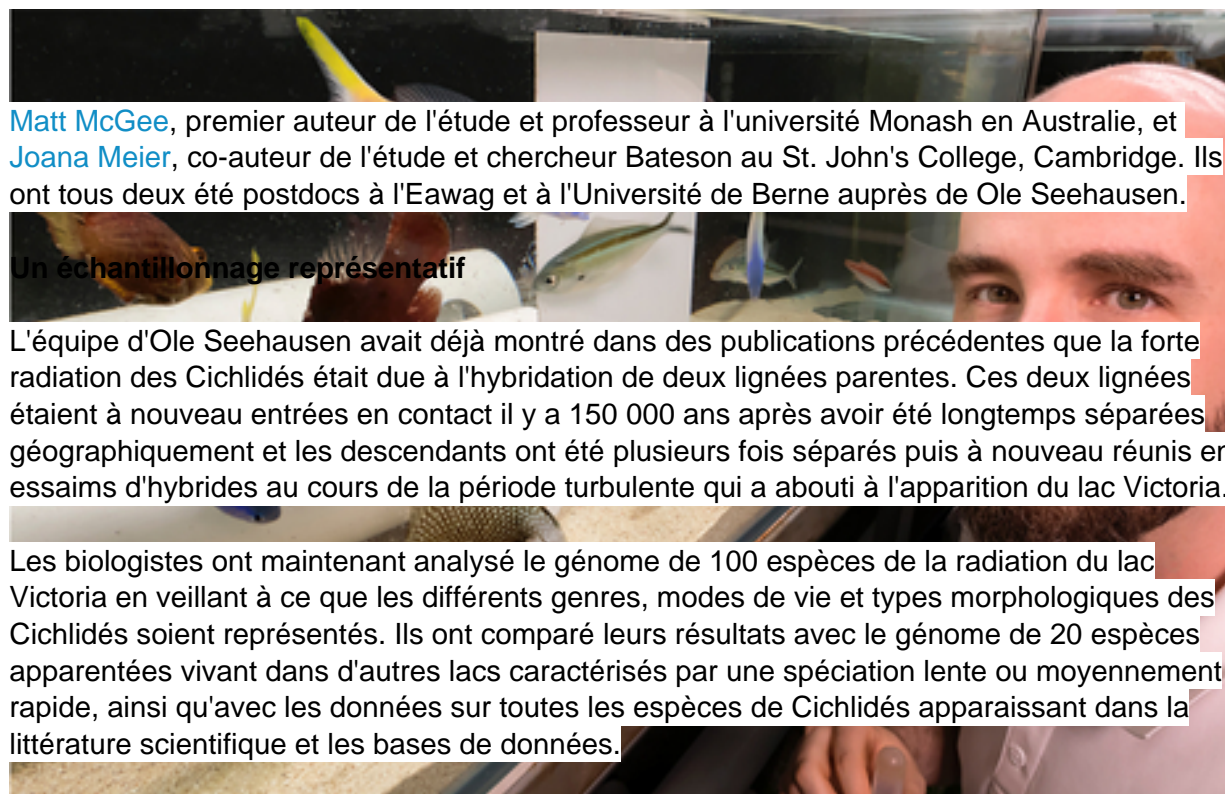 Matt McGee, premier auteur de l'étude et professeur à l'université Monash en Australie, et
Joana Meier, co-auteur de l'étude et chercheur Bateson au St. John's College, Cambridge. Ils
ont tous deux été postdocs à l'Eawag et à l'Université de Berne auprès de Ole Seehausen.
Un échantillonnage représentatif
L'équipe d'Ole Seehausen avait déjà montré dans des publications précédentes que la forte
radiation des Cichlidés était due à l'hybridation de deux lignées parentes. Ces deux lignées
étaient à nouveau entrées en contact il y a 150 000 ans après avoir été longtemps séparées
géographiquement et les descendants ont été plusieurs fois séparés puis à nouveau réunis en
essaims d'hybrides au cours de la période turbulente qui a abouti à l'apparition du lac Victoria.
Les biologistes ont maintenant analysé le génome de 100 espèces de la radiation du lac
Victoria en veillant à ce que les différents genres, modes de vie et types morphologiques des
Cichlidés soient représentés. Ils ont comparé leurs résultats avec le génome de 20 espèces
apparentées vivant dans d'autres lacs caractérisés par une spéciation lente ou moyennement
rapide, ainsi qu'avec les données sur toutes les espèces de Cichlidés apparaissant dans la
littérature scientifique et les bases de données.